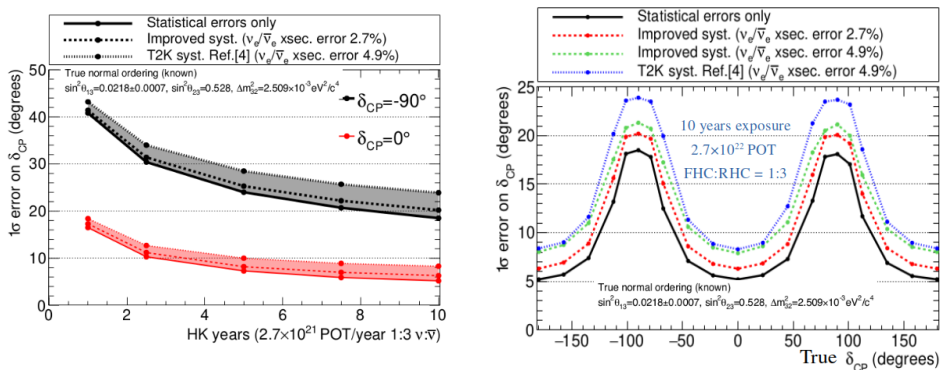 Statistical errors only
Improved syst. (νe/ν̅e xsec. error 2.7%)
T2K syst. Ref.[4] (νe/ν̅e xsec. error 4.9%)
True normal ordering (known)
sin²θ13=0.0218±0.0007, sin²θ23=0.528, Δm²32=2.509×10⁻³eV²/c⁴
δCP=-90°
δCP=0°
1σ error on δCP (degrees)
50
40
30
20
10
0
0 2 4 6 8 10
HK years (2.7×10²¹ POT/year 1:3 ν:ν̅)
Statistical errors only
Improved syst. (νe/ν̅e xsec. error 2.7%)
Improved syst. (νe/ν̅e xsec. error 4.9%)
T2K syst. Ref.[4] (νe/ν̅e xsec. error 4.9%)
10 years exposure
2.7×10²² POT
FHC:RHC = 1:3
1σ error on δCP (degrees)
25
20
15
10
5
0
True normal ordering (known)
sin²θ13=0.0218±0.0007, sin²θ23=0.528, Δm²32=2.509×10⁻³eV²/c⁴
−150 −100 −50 0 50 100 150
True δCP (degrees)